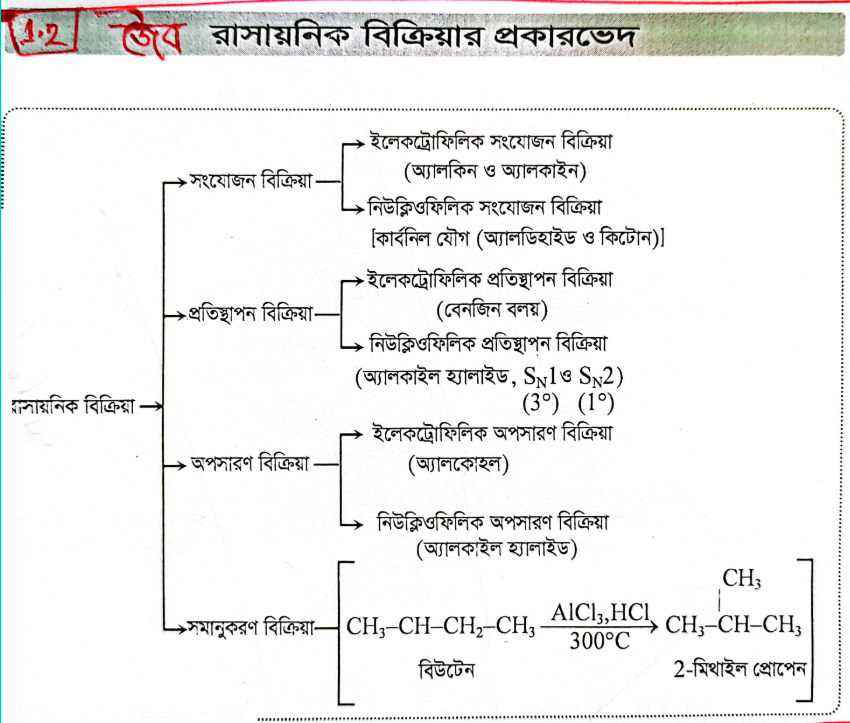 1.2 জৈব রাসায়নিক বিক্রিয়ার প্রকারভেদ
রাসায়নিক বিক্রিয়া
সংযোজন বিক্রিয়া
ইলেকট্রোফিলিক সংযোজন বিক্রিয়া
(অ্যালকিন ও অ্যালকাইন)
নিউক্লিওফিলিক সংযোজন বিক্রিয়া
[কার্বনিল যৌগ (অ্যালডিহাইড ও কিটোন)]
প্রতিস্থাপন বিক্রিয়া
ইলেকট্রোফিলিক প্রতিস্থাপন বিক্রিয়া
(বেনজিন বলয়)
নিউক্লিওফিলিক প্রতিস্থাপন বিক্রিয়া
(অ্যালকাইল হ্যালাইড, S_N1 ও S_N2)
(3°) (1°)
অপসারণ বিক্রিয়া
ইলেকট্রোফিলিক অপসারণ বিক্রিয়া
(অ্যালকোহল)
নিউক্লিওফিলিক অপসারণ বিক্রিয়া
(অ্যালকাইল হ্যালাইড)
সমানুকরণ বিক্রিয়া
CH₃
CH₃–CH–CH₂–CH₃ AlCl₃,HCl CH₃–CH–CH₃
300°C
বিউটেন 2-মিথাইল প্রোপেন